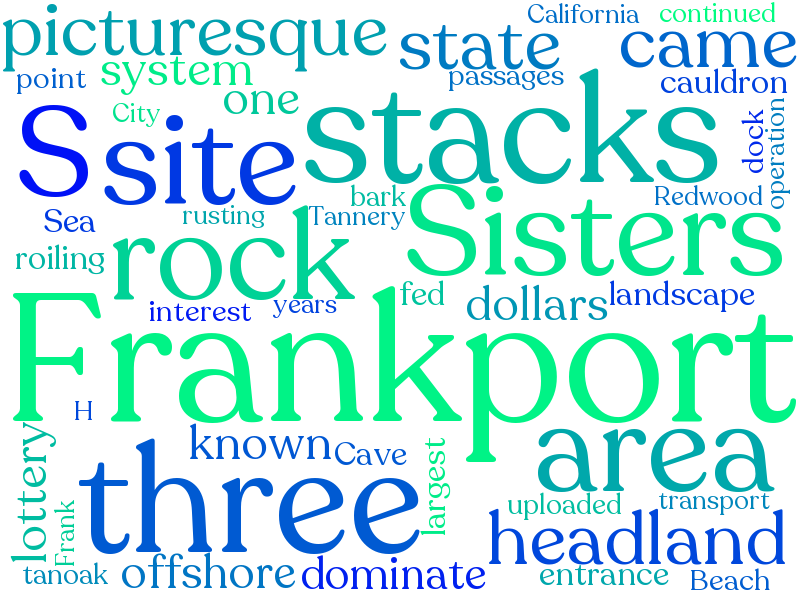 California continued
picturesque state came
point system passages cauldron
City one
S site stacks dock operation
bark Redwood
Sea rusting Tannery Sisters
roiling rock
interest years fed dollars landscape
Frankport
H
lottery known Cave largest area
Frank three uploaded transport
headland
tanoak offshore dominate entrance Beach